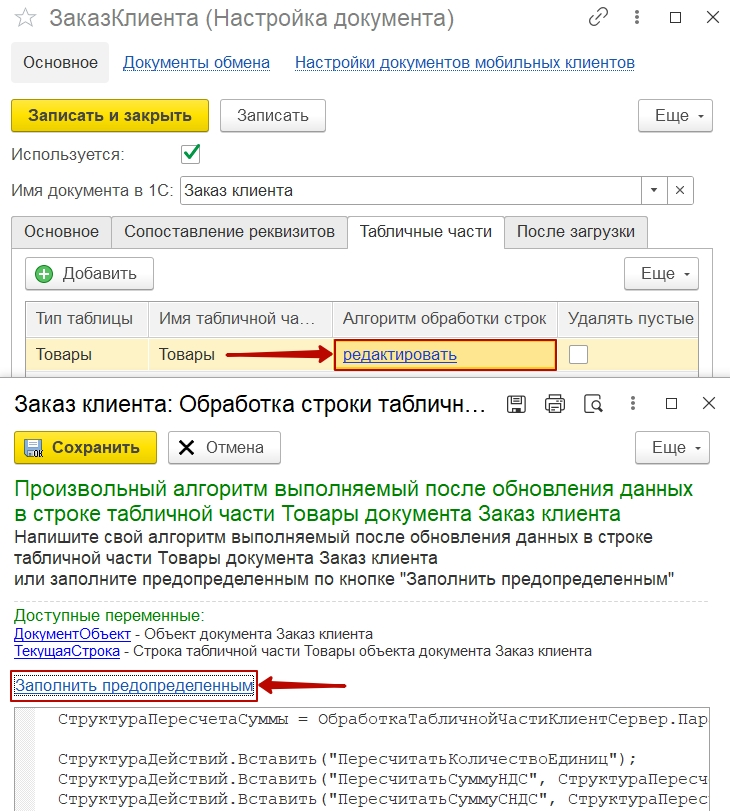 ЗаказКлиента (Настройка документа)
Основное Документы обмена Настройки документов мобильных клиентов
Записать и закрыть Записать Еще
Используется:
Имя документа в 1С: Заказ клиента
Основное Сопоставление реквизитов Табличные части После загрузки
Добавить Еще
Тип таблицы Имя табличной ча... Алгоритм обработки строк Удалять пустые
Товары Товары редактировать
Заказ клиента: Обработка строки табличн...
Сохранить Отмена Еще
Произвольный алгоритм выполняемый после обновления данных
в строке табличной части Товары документа Заказ клиента
Напишите свой алгоритм выполняемый после обновления данных в строке
табличной части Товары документа Заказ клиента
или заполните предопределенным по кнопке "Заполнить предопределенным"
Доступные переменные:
ДокументОбъект - Объект документа Заказ клиента
ТекущаяСтрока - Строка табличной части Товары объекта документа Заказ клиента
Заполнить предопределенным
СтруктураПересчетаСуммы = ОбработкаТабличнойЧастиКлиентСервер.Пар
СтруктураДействий.Вставить("ПересчитатьКоличествоЕдиниц");
СтруктураДействий.Вставить("ПересчитатьСуммуНДС", СтруктураПересч
СтруктураДействий.Вставить("ПересчитатьСуммуСНДС", СтруктураПерес